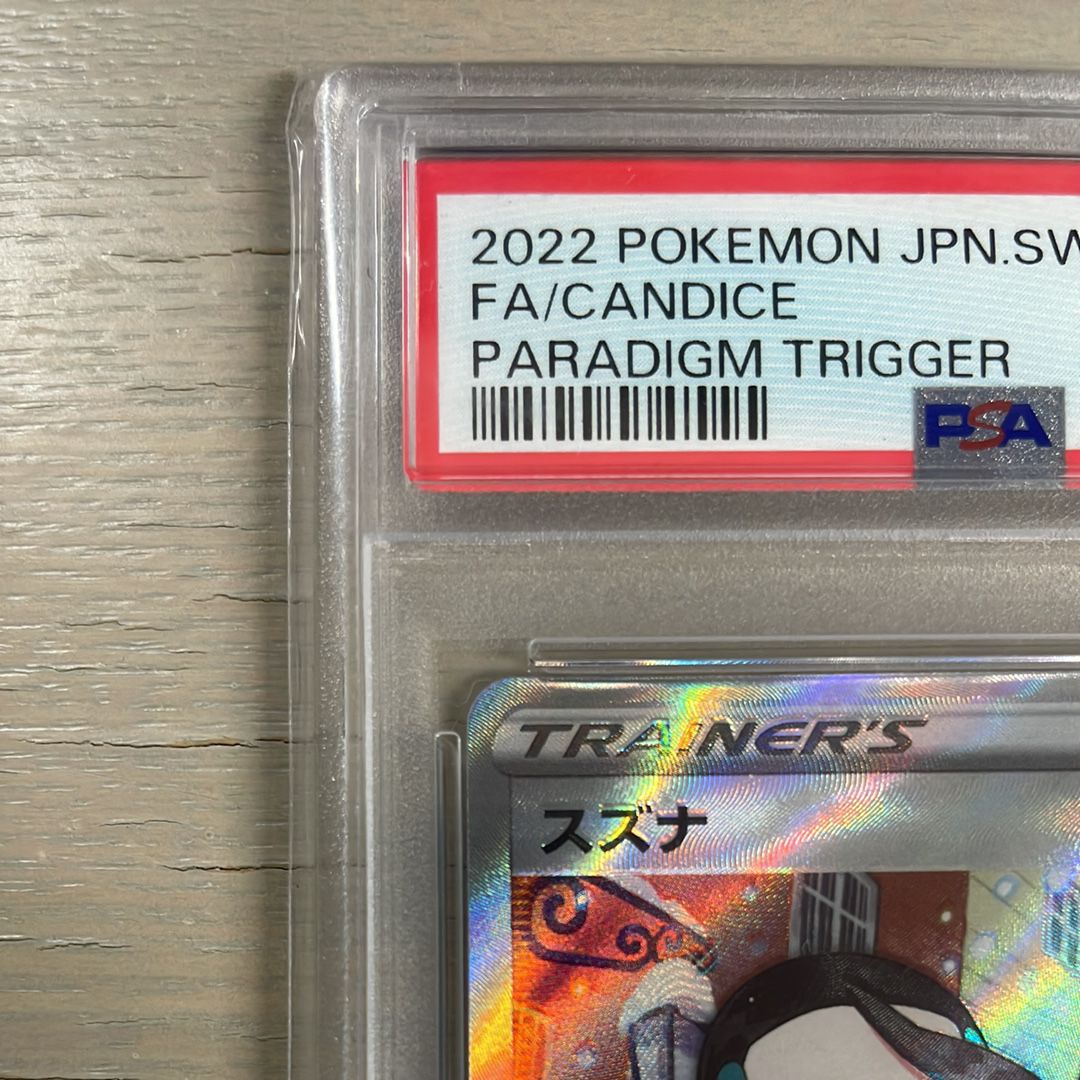 2022 POKEMON JPN.SW
FA/CANDICE
PARADIGM TRIGGER
PSA
TRAINER'S
スズナ